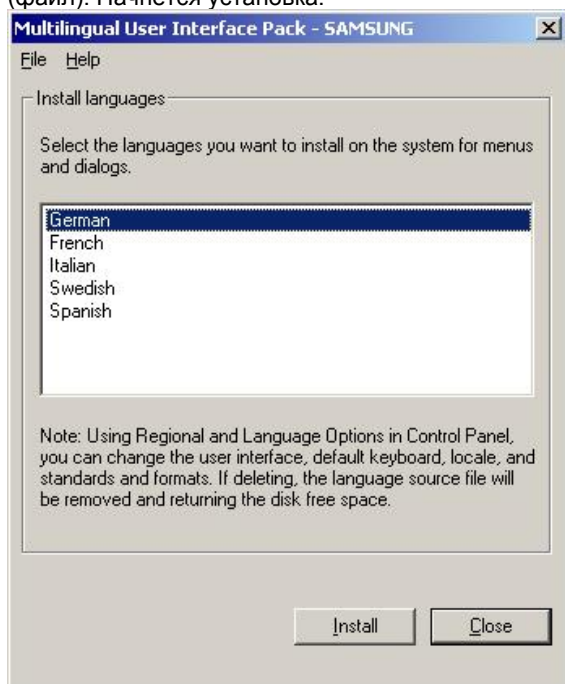 (файл). Начнется установка.
Multilingual User Interface Pack - SAMSUNG
File Help
Install languages
Select the languages you want to install on the system for menus
and dialogs.
German
French
Italian
Swedish
Spanish
Note: Using Regional and Language Options in Control Panel,
you can change the user interface, default keyboard, locale, and
standards and formats. If deleting, the language source file will
be removed and returning the disk free space.
Install Close